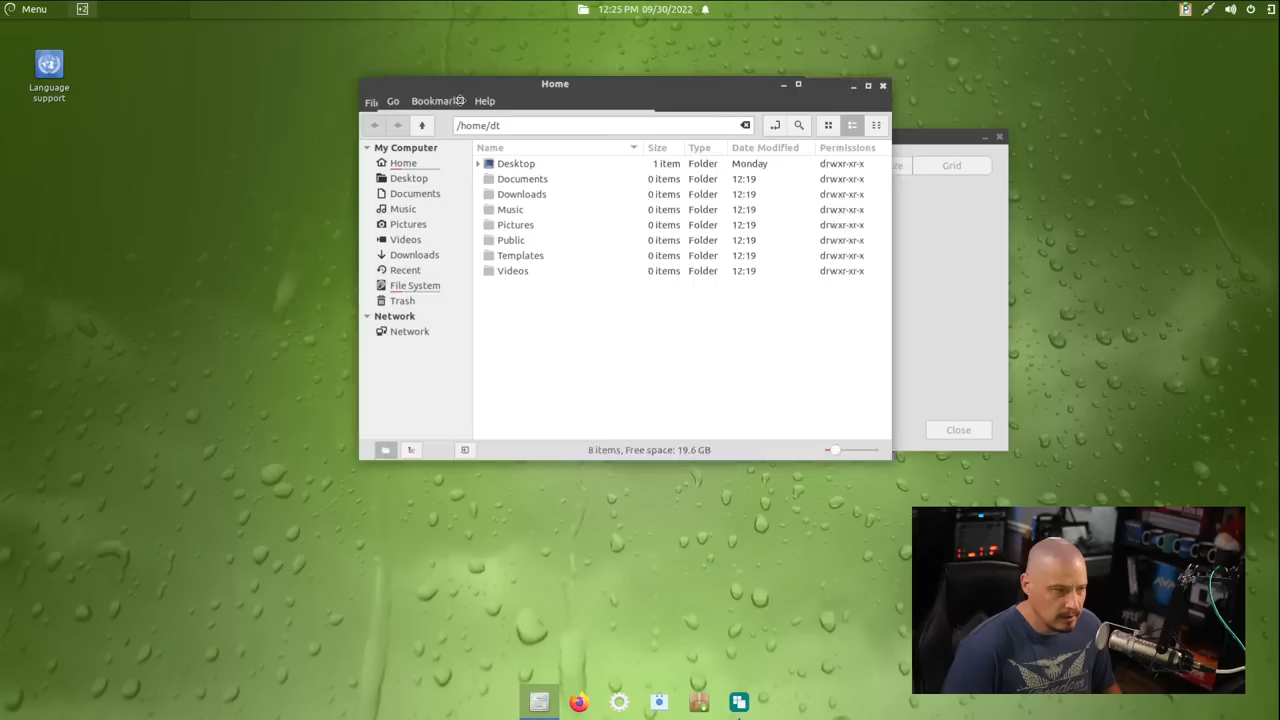 Menu
12:25 PM 09/30/2022
Language
support
Home
Go Help
/home/dt
My Computer
Home
Desktop
Documents
Music
Pictures
Videos
Downloads
Recent
File System
Trash
Network
Network
Name Size Type Date Modified Permissions
Desktop 1 item Folder Monday drwxr-xr-x
Documents 0 items Folder 12:19 drwxr-xr-x
Downloads 0 items Folder 12:19 drwxr-xr-x
Music 0 items Folder 12:19 drwxr-xr-x
Pictures 0 items Folder 12:19 drwxr-xr-x
Public 0 items Folder 12:19 drwxr-xr-x
Templates 0 items Folder 12:19 drwxr-xr-x
Videos 0 items Folder 12:19 drwxr-xr-x
8 items, Free space: 19.6 GB
Grid
Close